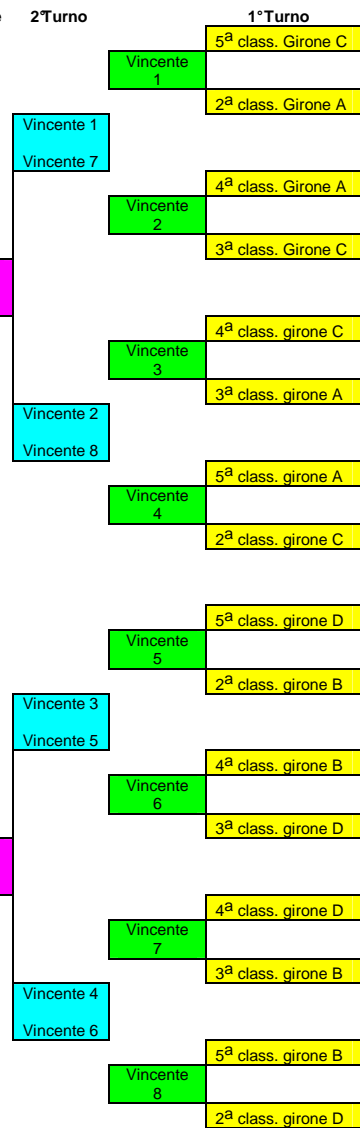 e 2°Turno 1°Turno
5ª class. Girone C
Vincente
1
2ª class. Girone A
Vincente 1
Vincente 7
4ª class. Girone A
Vincente
2
3ª class. Girone C
4ª class. girone C
Vincente
3
3ª class. girone A
Vincente 2
Vincente 8
5ª class. girone A
Vincente
4
2ª class. girone C
5ª class. girone D
Vincente
5
2ª class. girone B
Vincente 3
Vincente 5
4ª class. girone B
Vincente
6
3ª class. girone D
4ª class. girone D
Vincente
7
3ª class. girone B
Vincente 4
Vincente 6
5ª class. girone B
Vincente
8
2ª class. girone D